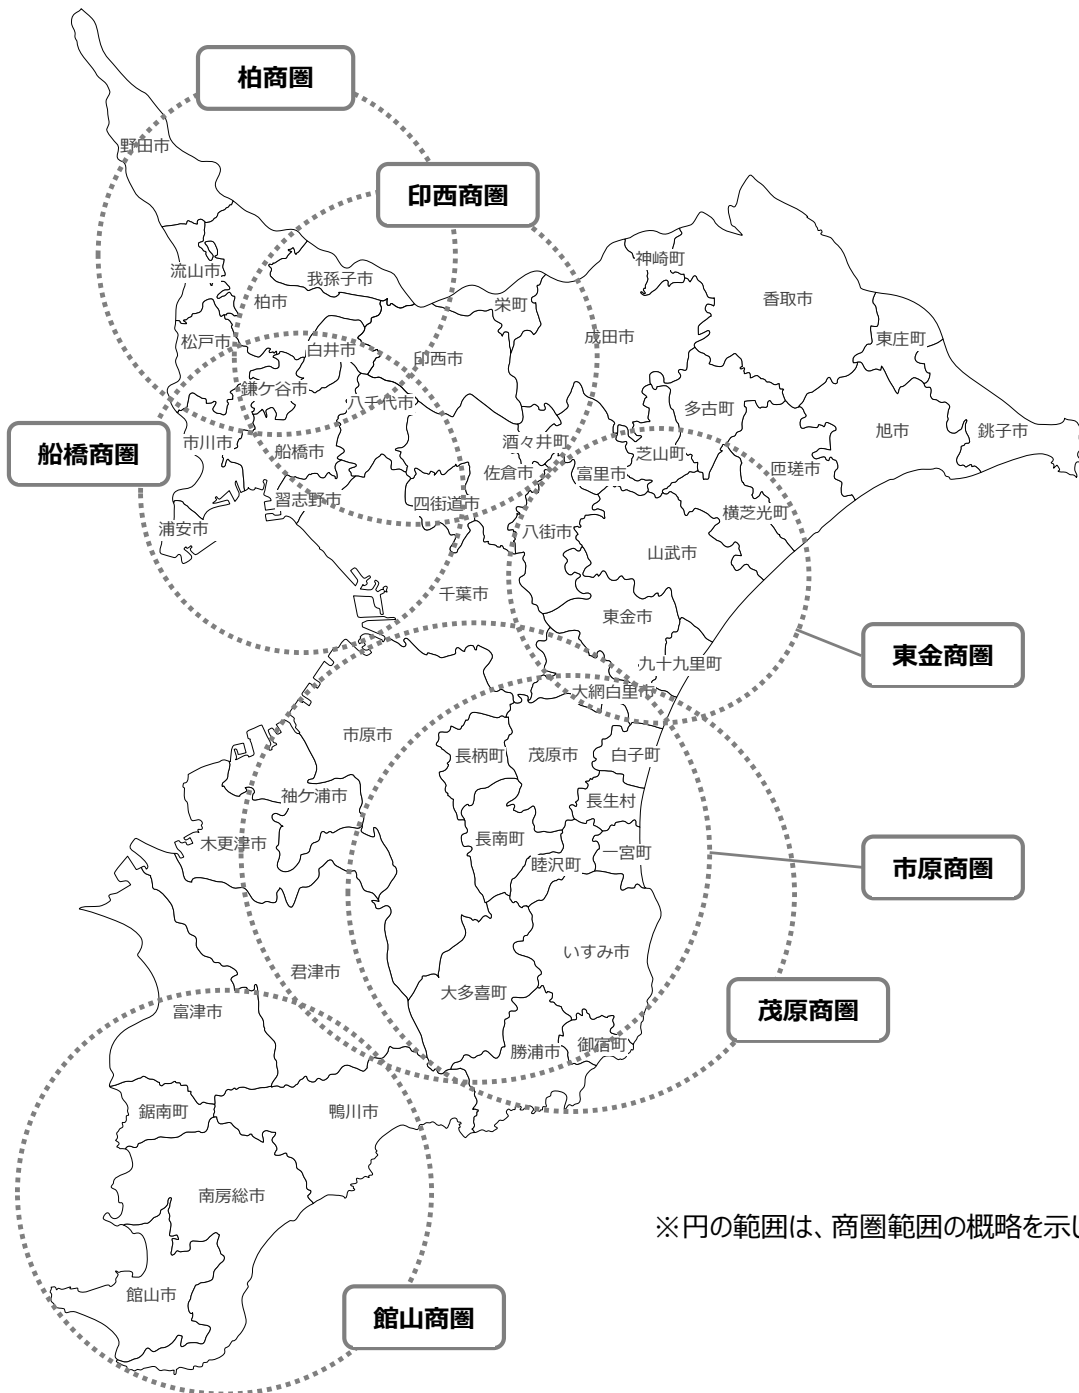 柏商圏
野田市
印西商圏
神崎町
流山市
我孫子市
柏市
栄町
香取市
松戸市
白井市
印西市
成田市
東庄町
鎌ケ谷市
八千代市
多古町
市川市
船橋市
酒々井町
芝山町
旭市
銚子市
船橋商圏
佐倉市
富里市
匝瑳市
習志野市
四街道市
横芝光町
浦安市
八街市
山武市
千葉市
東金市
東金商圏
九十九里町
大網白里市
市原市
長柄町
茂原市
白子町
袖ケ浦市
長生村
木更津市
長南町
睦沢町
一宮町
市原商圏
いすみ市
君津市
大多喜町
富津市
茂原商圏
勝浦市
御宿町
鋸南町
鴨川市
南房総市
※円の範囲は、商圏範囲の概略を示し
館山市
館山商圏